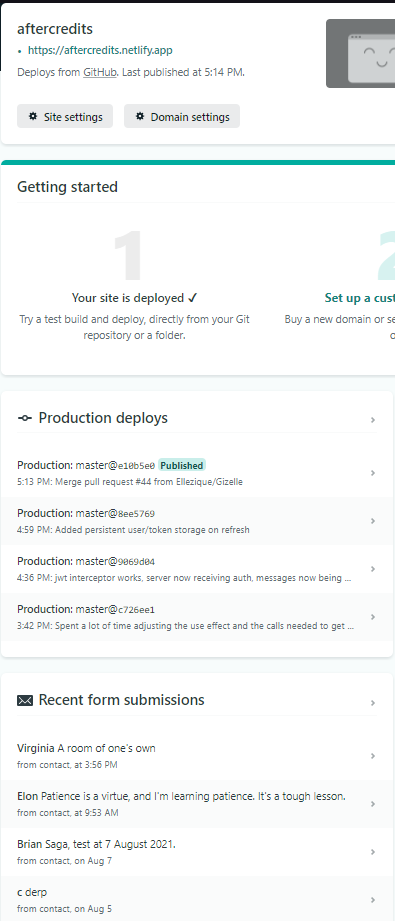 aftercredits
• https://aftercredits.netlify.app
Deploys from GitHub. Last published at 5:14 PM.
Site settings
Domain settings
Getting started
1
Your site is deployed ✓
Try a test build and deploy, directly from your Git
repository or a folder.
2
Set up a cust
Buy a new domain or se
Production deploys
Production: master@e10b5e0 Published
5:13 PM: Merge pull request #44 from Ellezique/Gizelle
Production: master@8ee5769
4:59 PM: Added persistent user/token storage on refresh
Production: master@9069d04
4:36 PM: jwt interceptor works, server now receiving auth, messages now being ...
Production: master@c726ee1
3:42 PM: Spent a lot of time adjusting the use effect and the calls needed to get ...
Recent form submissions
Virginia A room of one's own
from contact, at 3:56 PM
Elon Patience is a virtue, and I'm learning patience. It's a tough lesson.
from contact, at 9:53 AM
Brian Saga, test at 7 August 2021.
from contact, on Aug 7
c derp
from contact, on Aug 5